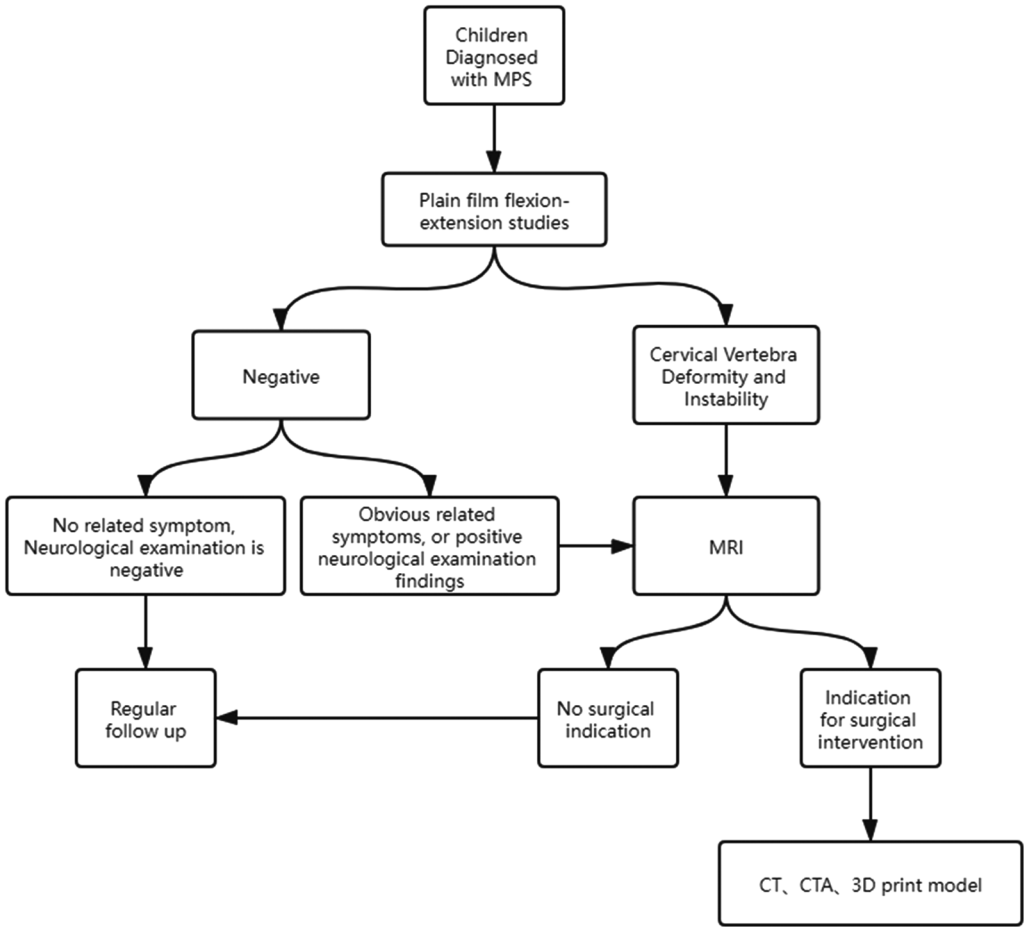 Children
Diagnosed
with MPS
Plain film flexion-
extension studies
Negative
Cervical Vertebra
Deformity and
Instability
No related symptom,
Neurological examination is
negative
Obvious related
symptoms, or positive
neurological examination
findings
MRI
Regular
follow up
No surgical
indication
Indication
for surgical
intervention
CT、CTA、3D print model